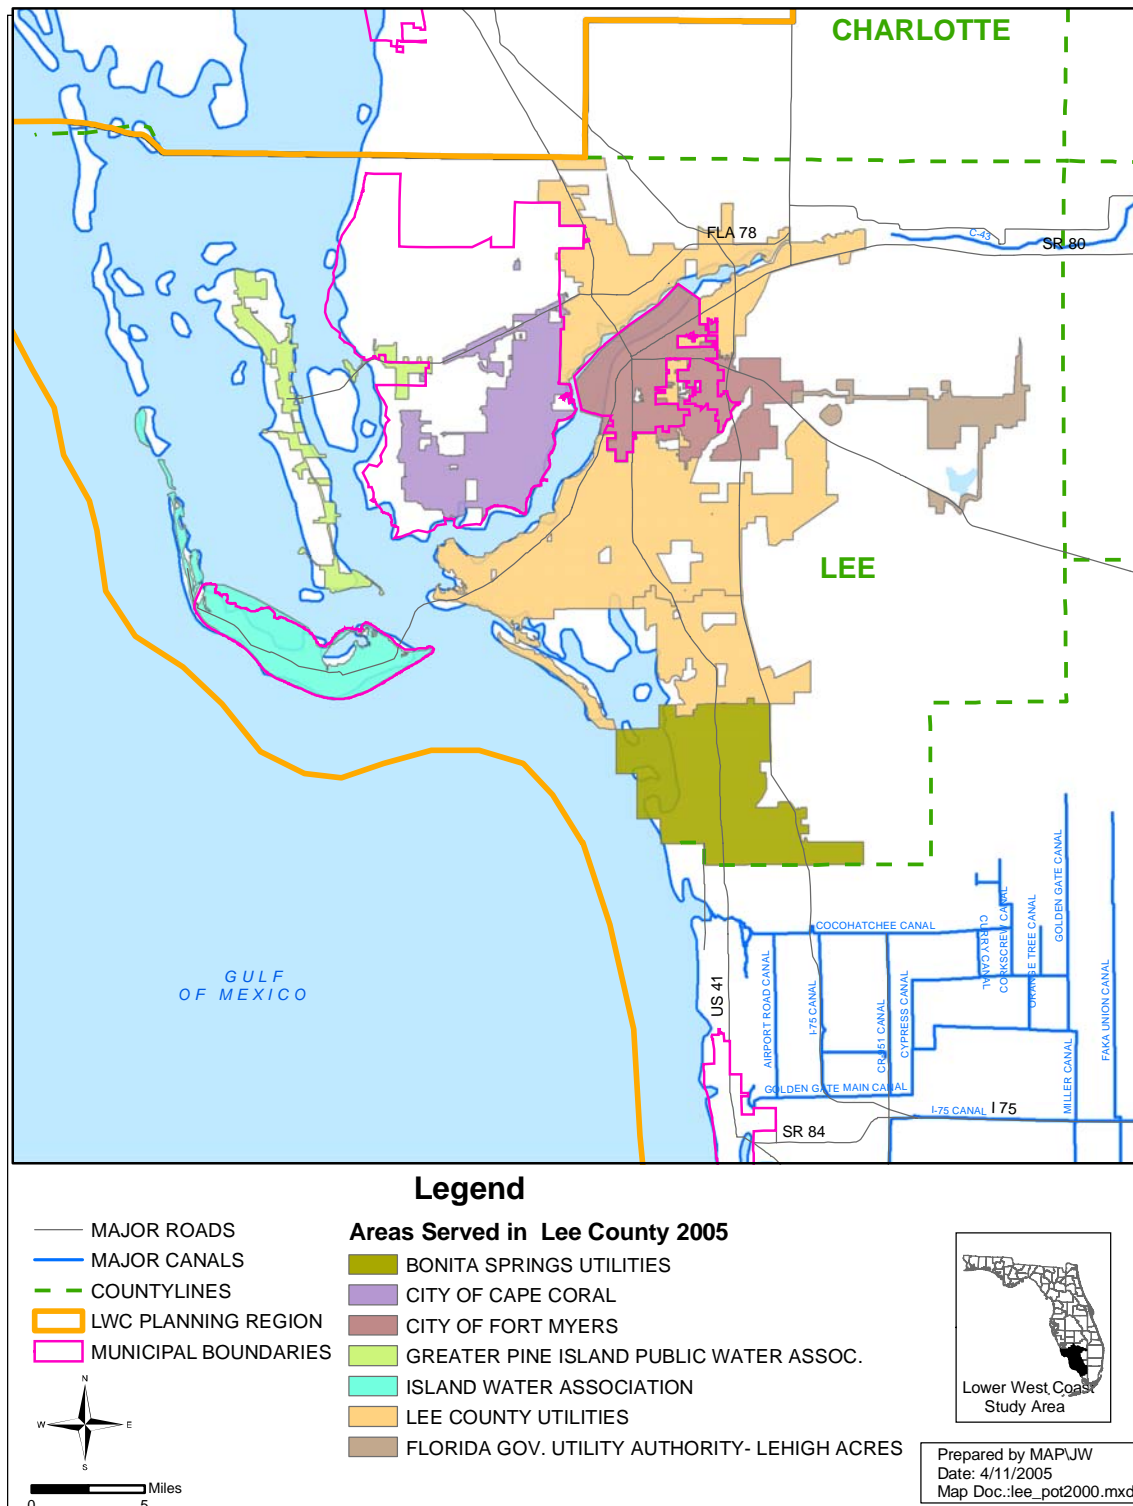 CHARLOTTE
FLA 78
C-43
SR 80
LEE
GULF
OF MEXICO
US 41
COCOHATCHEE CANAL
AIRPORT ROAD CANAL
I-75 CANAL
CR 951 CANAL
CYPRESS CANAL
CURRY CANAL
CORKSCREW CANAL
ORANGE TREE CANAL
GOLDEN GATE CANAL
FAKA UNION CANAL
MILLER CANAL
GOLDEN GATE MAIN CANAL
I-75 CANAL
I 75
SR 84
Legend
MAJOR ROADS
MAJOR CANALS
COUNTYLINES
LWC PLANNING REGION
MUNICIPAL BOUNDARIES
Areas Served in Lee County 2005
BONITA SPRINGS UTILITIES
CITY OF CAPE CORAL
CITY OF FORT MYERS
GREATER PINE ISLAND PUBLIC WATER ASSOC.
ISLAND WATER ASSOCIATION
LEE COUNTY UTILITIES
FLORIDA GOV. UTILITY AUTHORITY- LEHIGH ACRES
N
W
E
S
Miles
0 5
Lower West Coast
Study Area
Prepared by MAP\JW
Date: 4/11/2005
Map Doc.:lee_pot2000.mxd